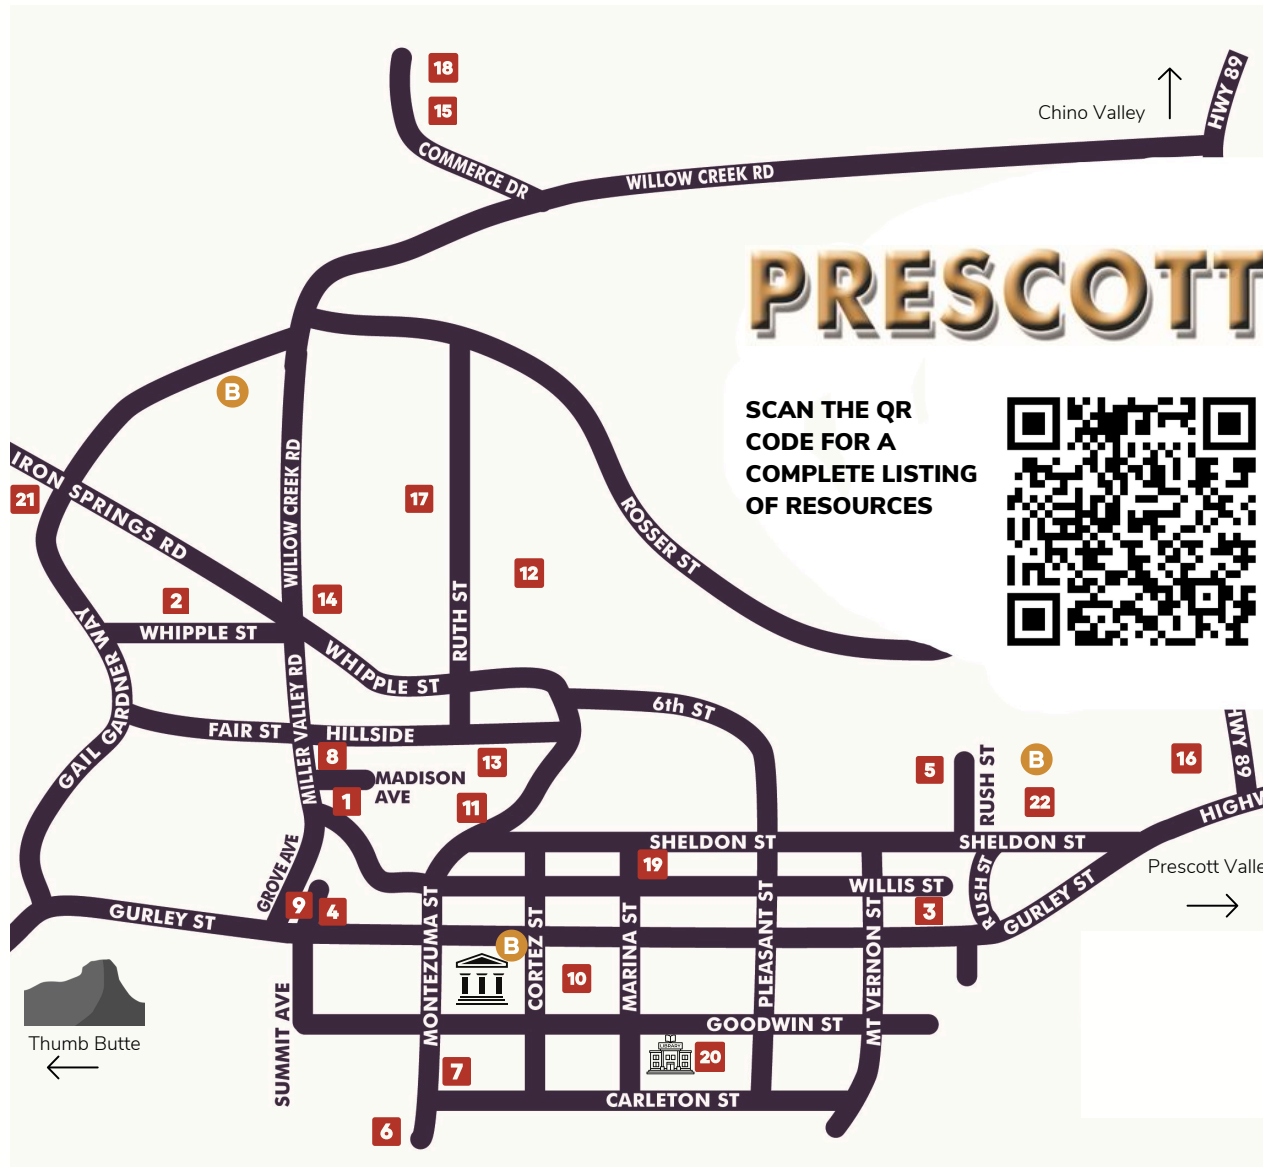 18
15
COMMERCE DR
WILLOW CREEK RD
Chino Valley
HWY 89
PRESCOTT
B
SCAN THE QR
CODE FOR A
COMPLETE LISTING
OF RESOURCES
IRON SPRINGS RD
21
WILLOW CREEK RD
17
ROSSER ST
12
2
14
WHIPPLE ST
RUTH ST
GAIL GARDNER WAY
WHIPPLE ST
MILLER VALLEY RD
6th ST
FAIR ST
HILLSIDE
8
13
MADISON
AVE
1
11
5
RUSH ST
B
22
16
HWY 89
HIGHW
SHELDON ST
SHELDON ST
19
Prescott Valle
GROVE AVE
WILLIS ST
RUSH ST
GURLEY ST
9
4
3
GURLEY ST
MONTEZUMA ST
B
CORTEZ ST
10
MARINA ST
PLEASANT ST
MT VERNON ST
SUMMIT AVE
GOODWIN ST
Thumb Butte
LIBRARY
20
7
CARLETON ST
6